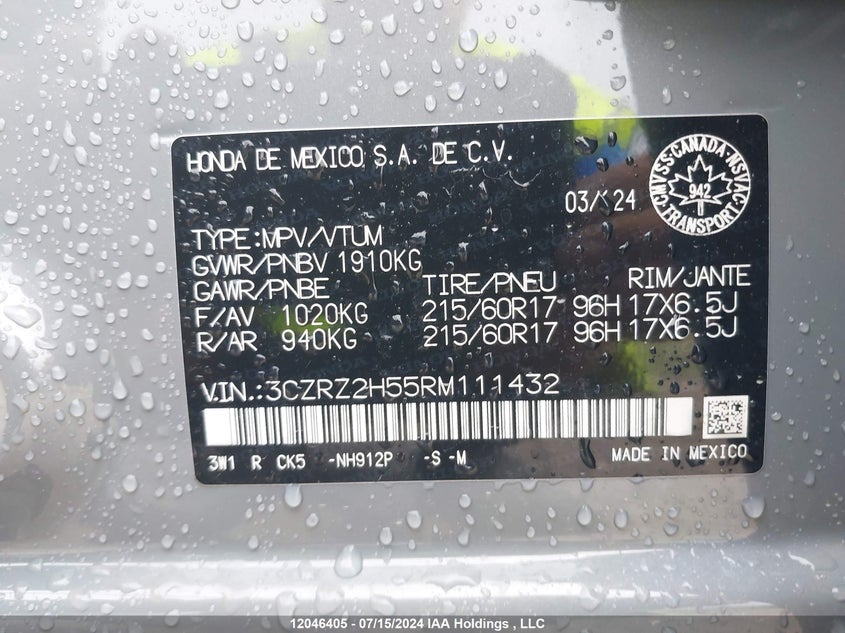 HONDA DE MEXICO S.A. DE C.V.
03/24
CMVSS·CANADA·NSVAC
942
TRANSPORT
TYPE:MPV/VTUM
GVWR/PNBV 1910KG
GAWR/PNBE TIRE/PNEU RIM/JANTE
F/AV 1020KG 215/60R17 96H 17X6.5J
R/AR 940KG 215/60R17 96H 17X6.5J
V.I.N.: 3CZRZ2H55RM111432
3W1 R CK5 -NH912P -S -M MADE IN MEXICO
12046405 - 07/15/2024 IAA Holdings , LLC